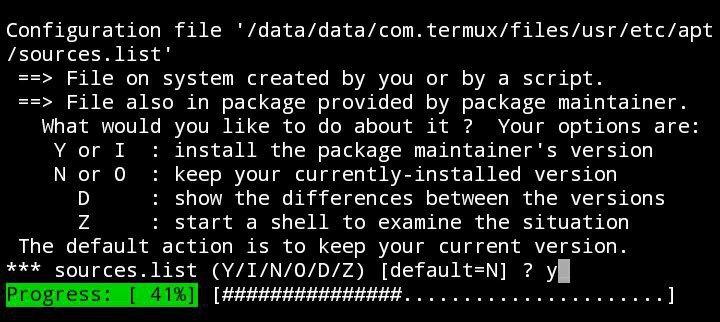 Configuration file '/data/data/com.termux/files/usr/etc/apt
/sources.list'
 ==> File on system created by you or by a script.
 ==> File also in package provided by package maintainer.
   What would you like to do about it ?  Your options are:
    Y or I  : install the package maintainer's version
    N or O  : keep your currently-installed version
      D     : show the differences between the versions
      Z     : start a shell to examine the situation
 The default action is to keep your current version.
*** sources.list (Y/I/N/O/D/Z) [default=N] ? y
Progress: [ 41%] [###############......................]